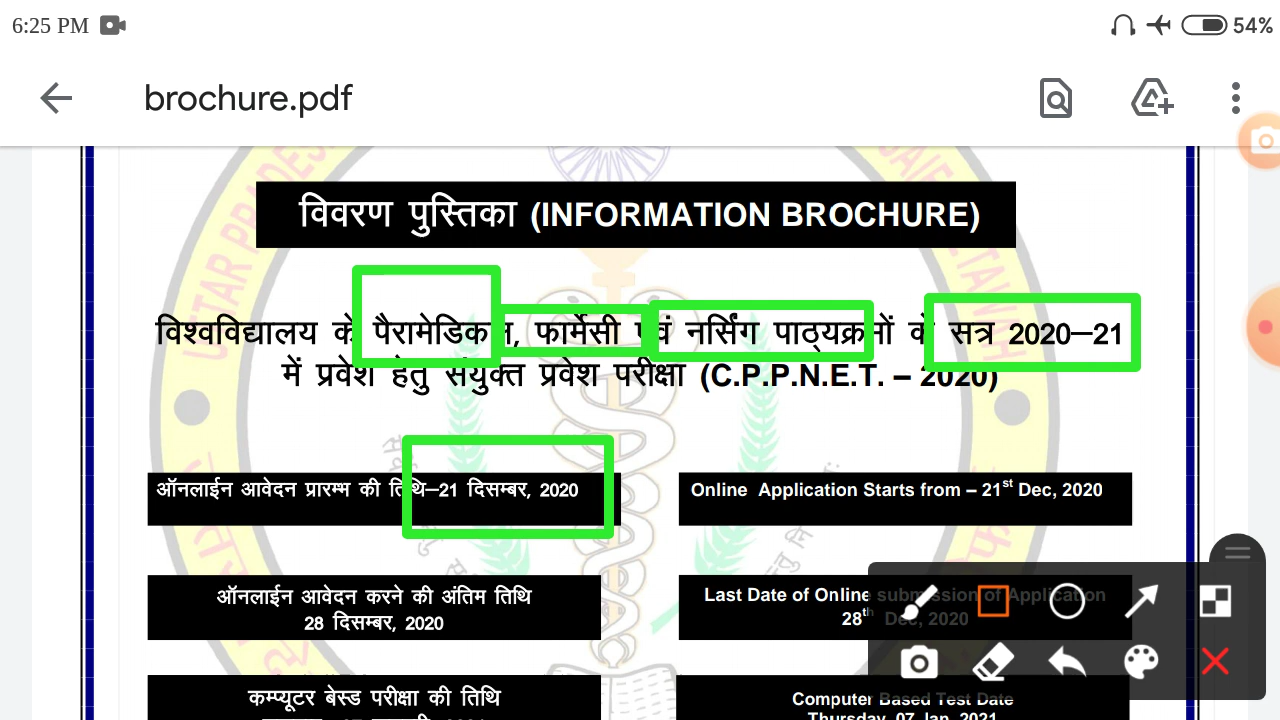 6:25 PM
54%
brochure.pdf
विवरण पुस्तिका (INFORMATION BROCHURE)
विश्वविद्यालय के पैरामेडिकल, फार्मेसी एवं नर्सिंग पाठ्यक्रमों के सत्र 2020–21
में प्रवेश हेतु संयुक्त प्रवेश परीक्षा (C.P.P.N.E.T. – 2020)
ऑनलाईन आवेदन प्रारम्भ की तिथि–21 दिसम्बर, 2020
Online Application Starts from – 21st Dec, 2020
ऑनलाईन आवेदन करने की अंतिम तिथि
28 दिसम्बर, 2020
Last Date of Online submission of Application
28th Dec, 2020
कम्प्यूटर बेस्ड परीक्षा की तिथि
Computer Based Test Date
Thursday, 07 Jan, 2021
UTTAR PRADESH